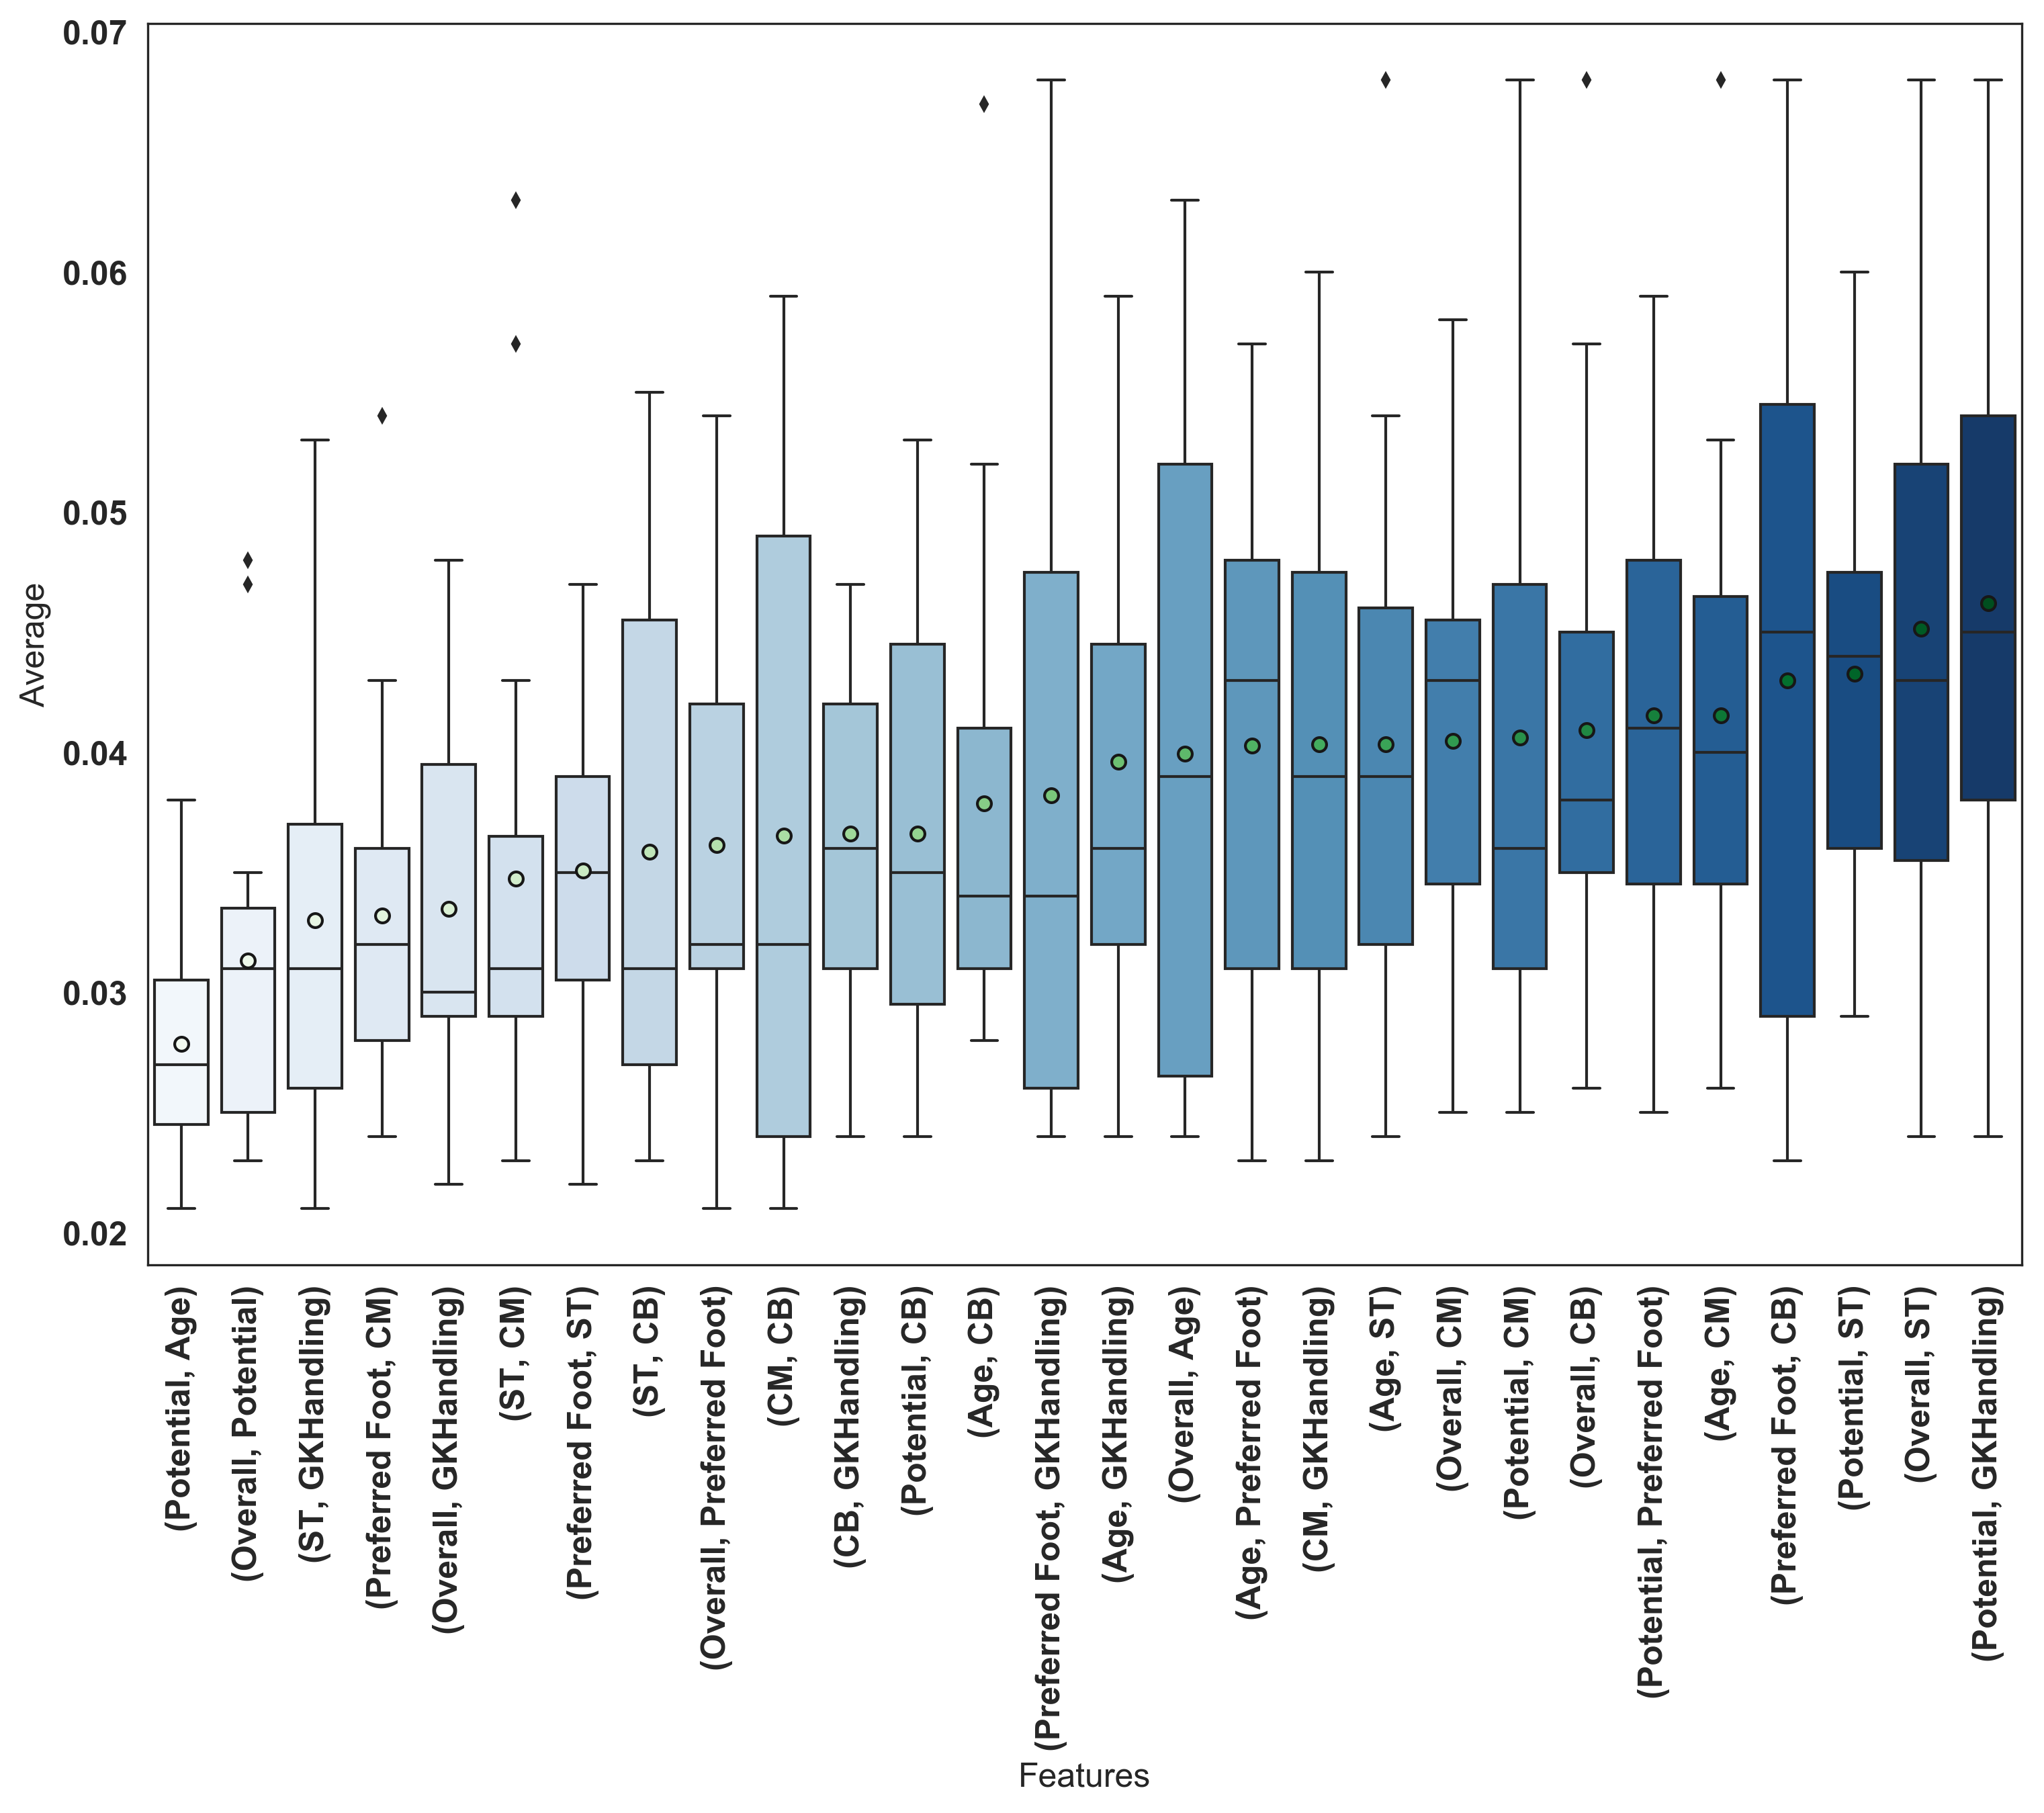 0.07
0.06
0.05
0.04
0.03
0.02
Average
(Potential, Age)
(Overall, Potential)
(ST, GKHandling)
(Preferred Foot, CM)
(Overall, GKHandling)
(ST, CM)
(Preferred Foot, ST)
(ST, CB)
(Overall, Preferred Foot)
(CM, CB)
(CB, GKHandling)
(Potential, CB)
(Age, CB)
(Preferred Foot, GKHandling)
(Age, GKHandling)
(Overall, Age)
(Age, Preferred Foot)
(CM, GKHandling)
(Age, ST)
(Overall, CM)
(Potential, CM)
(Overall, CB)
(Potential, Preferred Foot)
(Age, CM)
(Preferred Foot, CB)
(Potential, ST)
(Overall, ST)
(Potential, GKHandling)
Features